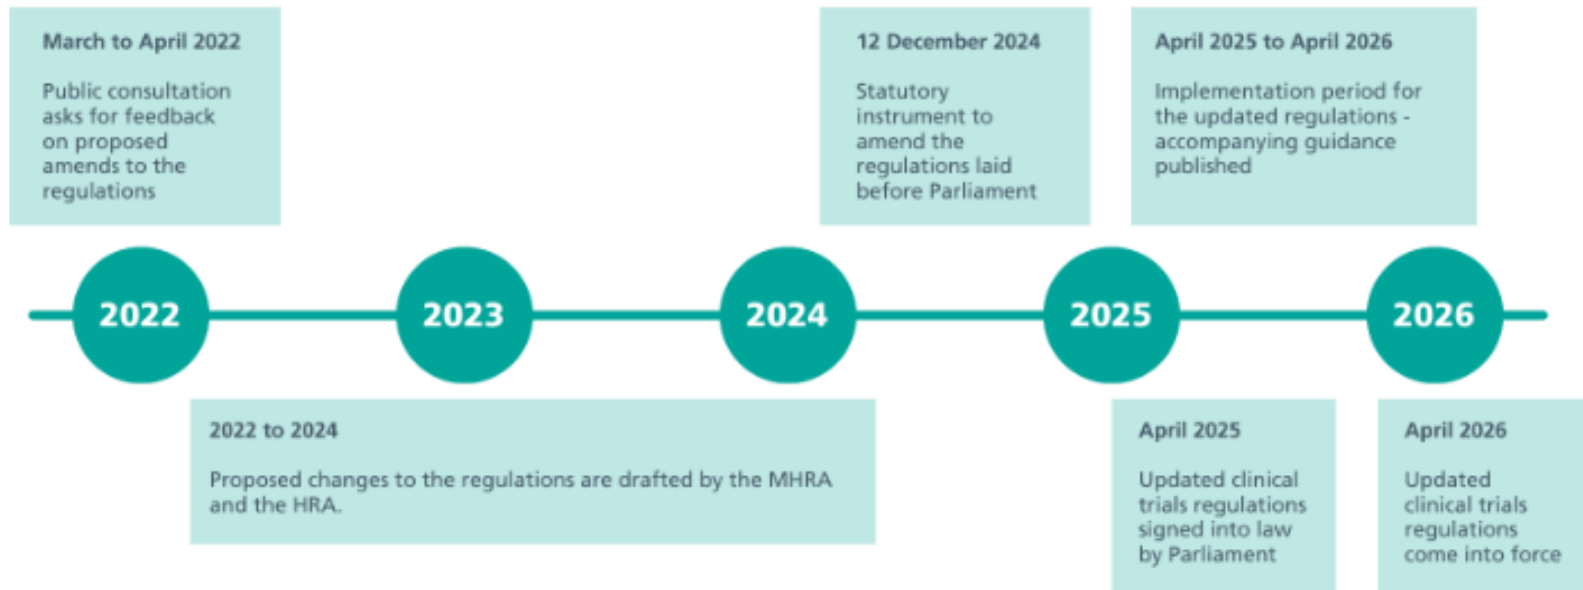 March to April 2022
Public consultation
asks for feedback
on proposed
amends to the
regulations
12 December 2024
Statutory
instrument to
amend the
regulations laid
before Parliament
April 2025 to April 2026
Implementation period for
the updated regulations -
accompanying guidance
published
2022
2023
2024
2025
2026
2022 to 2024
Proposed changes to the regulations are drafted by the MHRA
and the HRA.
April 2025
Updated clinical
trials regulations
signed into law
by Parliament
April 2026
Updated
clinical trials
regulations
come into force